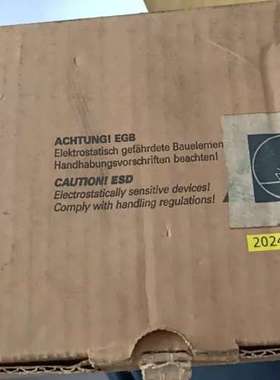 ACHTUNG! EGB
Elektrostatisch gefährdete Bauelemen
Handhabungsvorschriften beachten!
CAUTION! ESD
Electrostatically sensitive devices!
Comply with handling regulations!
2024